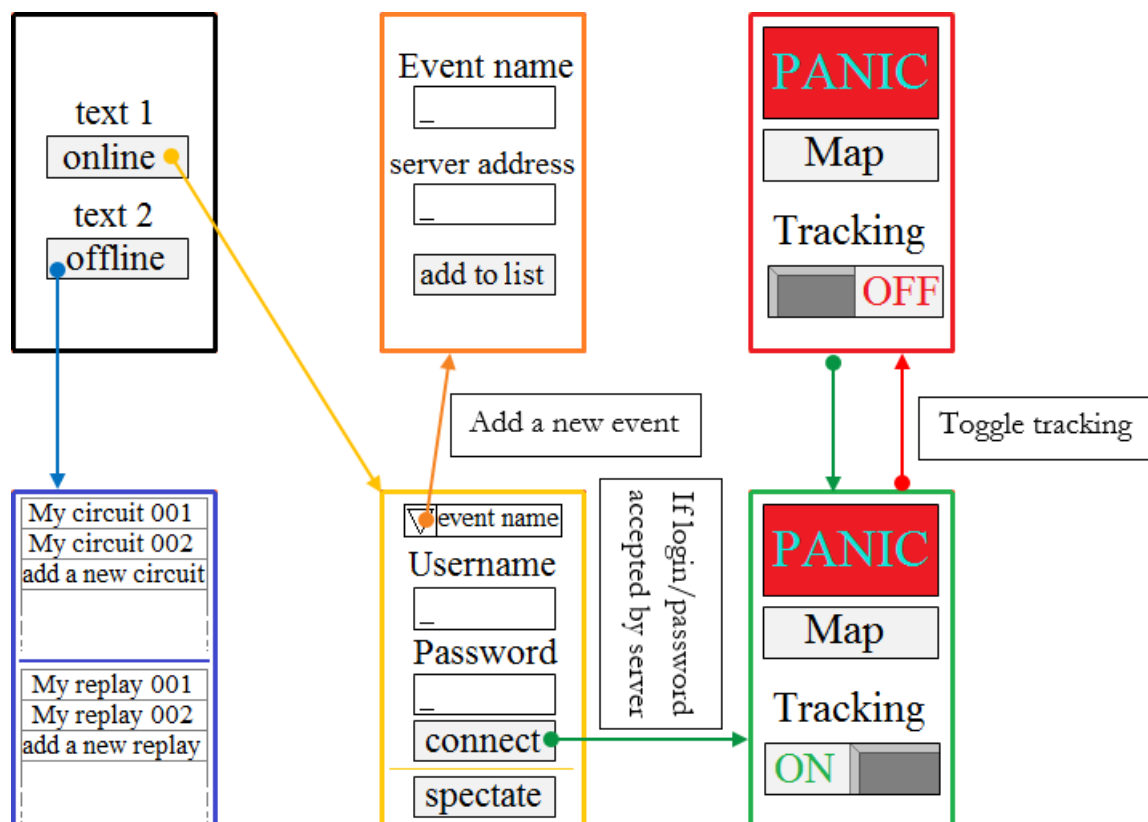 text 1
online
text 2
offline
Event name
_
server address
_
add to list
PANIC
Map
Tracking
OFF
Add a new event
Toggle tracking
My circuit 001
My circuit 002
add a new circuit
My replay 001
My replay 002
add a new replay
event name
Username
_
Password
_
connect
spectate
If login/password
accepted by server
PANIC
Map
Tracking
ON